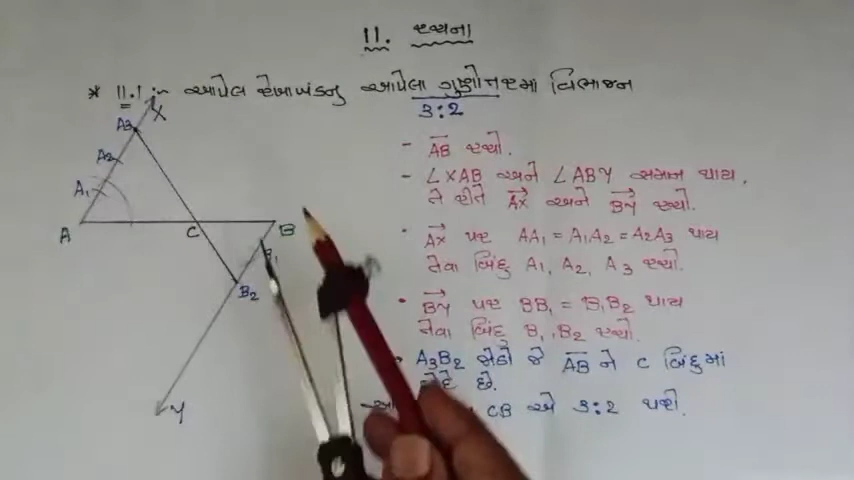 11. રચના
* 11.1 :- આપેલ રેખાખંડનુ આપેલા ગુણોત્તરમાં વિભાજન
3:2
- AB રચો.
- ∠XAB અને ∠ABY સમાન થાય,
તે રીતે AX અને BY રચો.
• AX પર AA₁ = A₁A₂ = A₂A₃ થાય
તેવા બિંદુ A₁, A₂, A₃ રચો.
• BY પર BB₁ = B₁B₂ થાય
તેવા બિંદુ B₁, B₂ રચો.
A₃B₂ જોડો જે AB ને C બિંદુમાં
છેદે છે.
CB એ 3:2 થશે.
X
A₃
A₂
A₁
A
C
B
B₂
Y